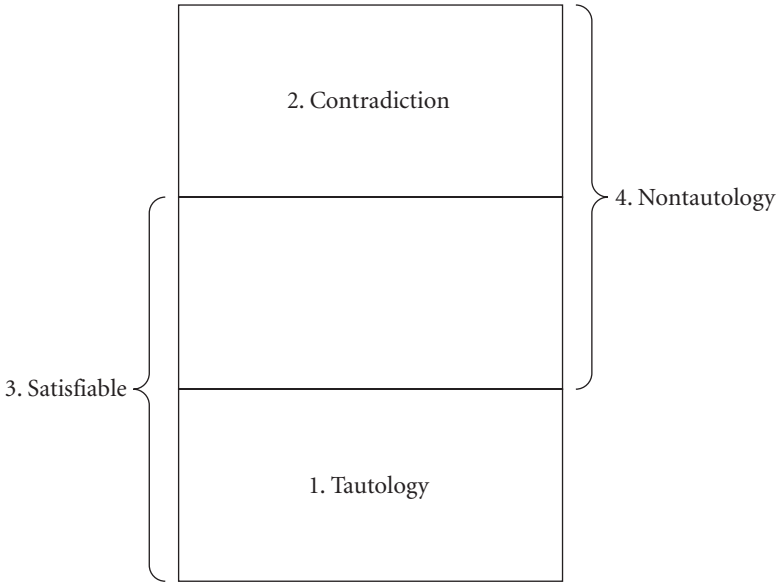 2. Contradiction
4. Nontautology
3. Satisfiable
1. Tautology